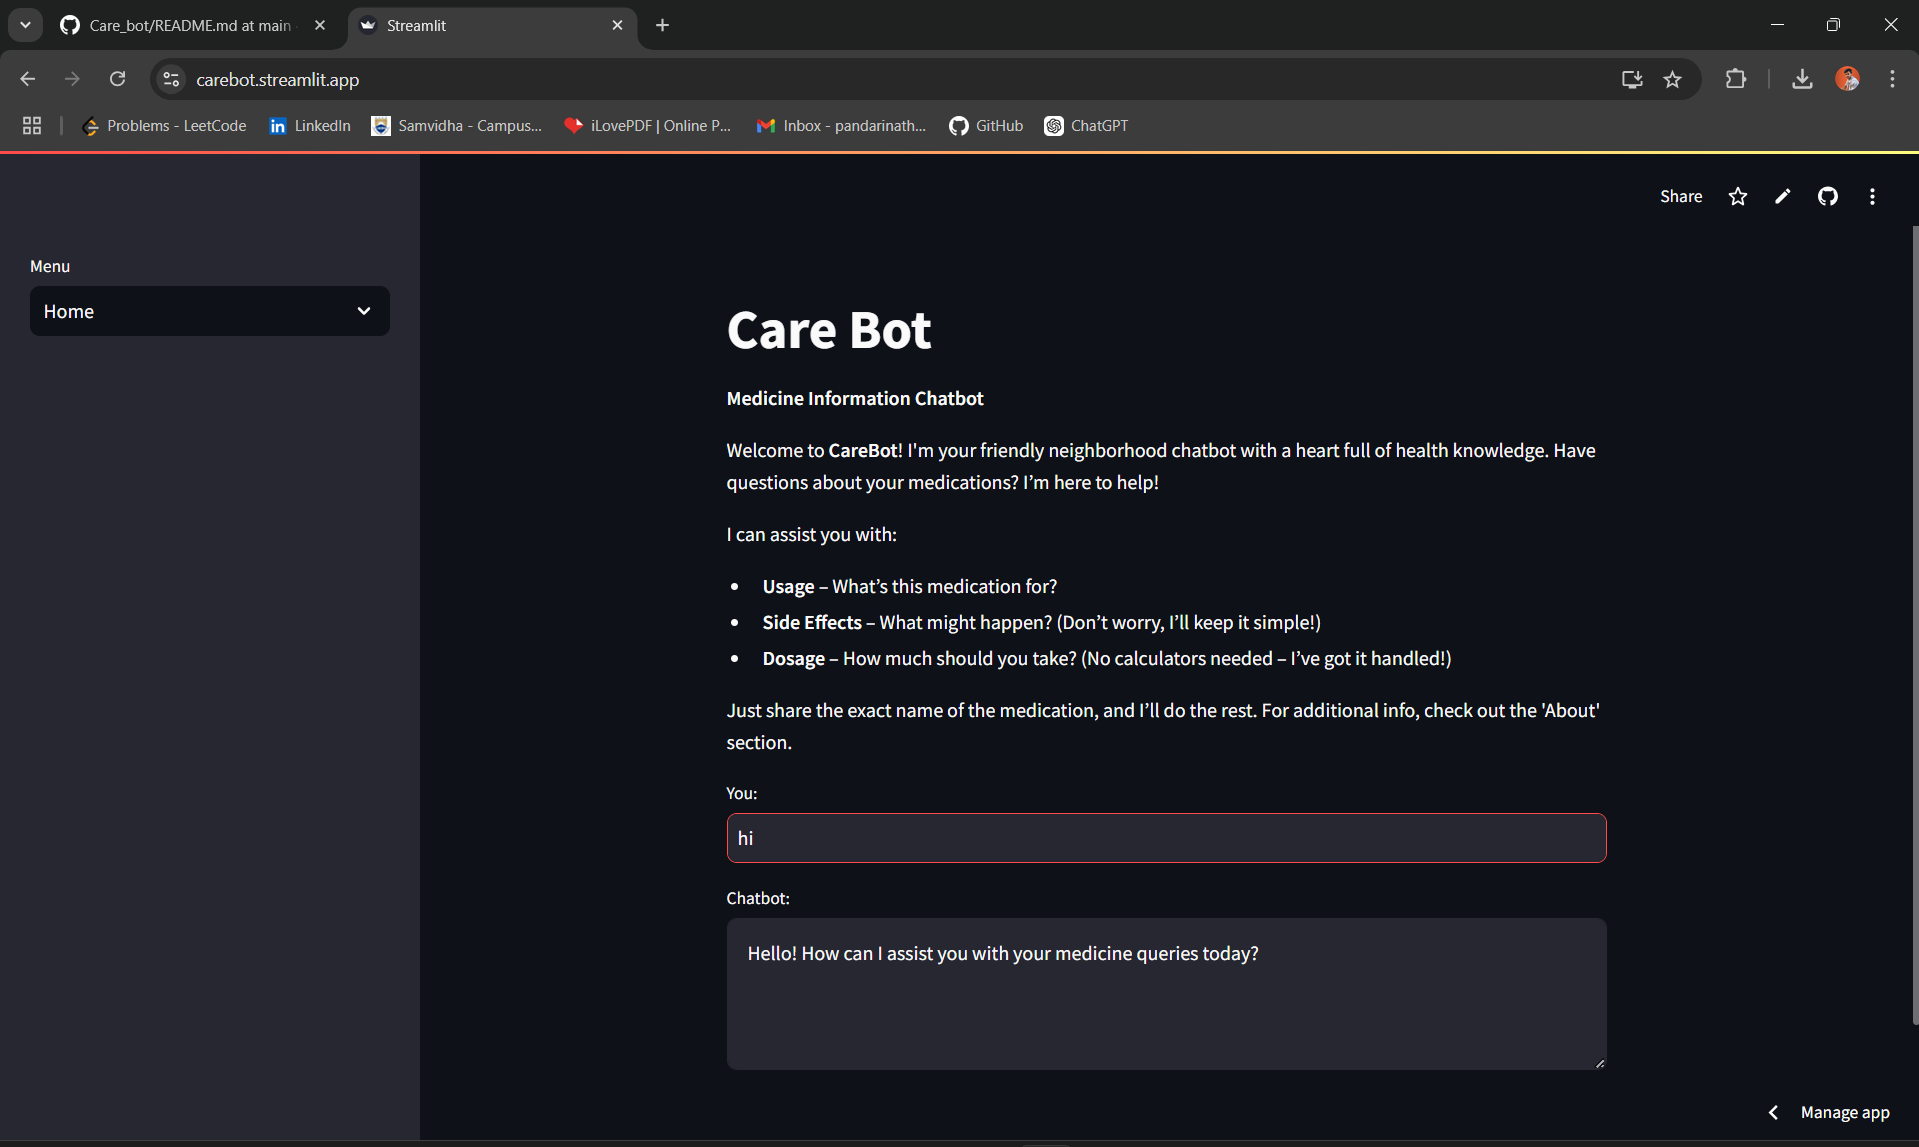 Care_bot/README.md at main
Streamlit
carebot.streamlit.app
Problems - LeetCode
LinkedIn
Samvidha - Campus...
iLovePDF | Online P...
Inbox - pandarinath...
GitHub
ChatGPT
Share
Menu
Home
Care Bot
Medicine Information Chatbot
Welcome to CareBot! I'm your friendly neighborhood chatbot with a heart full of health knowledge. Have
questions about your medications? I’m here to help!
I can assist you with:
• Usage – What’s this medication for?
• Side Effects – What might happen? (Don’t worry, I’ll keep it simple!)
• Dosage – How much should you take? (No calculators needed – I’ve got it handled!)
Just share the exact name of the medication, and I’ll do the rest. For additional info, check out the 'About'
section.
You:
hi
Chatbot:
Hello! How can I assist you with your medicine queries today?
Manage app